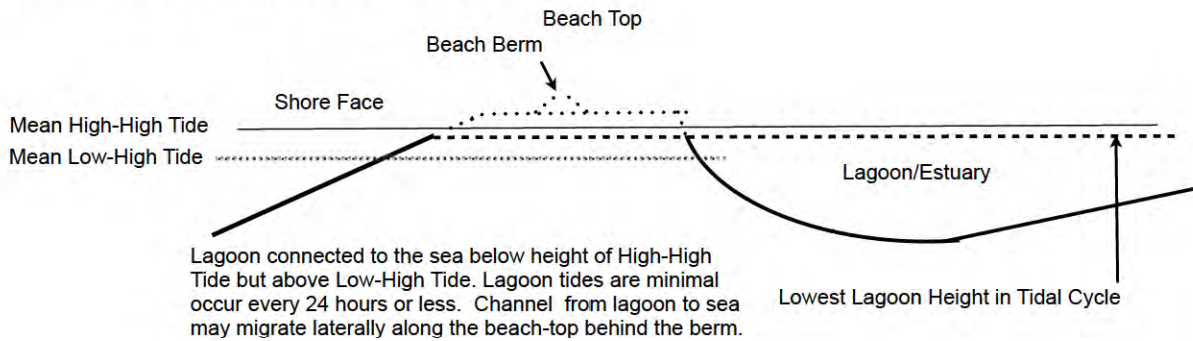 Beach Top
Beach Berm
Shore Face
Mean High-High Tide
Mean Low-High Tide
Lagoon/Estuary
Lagoon connected to the sea below height of High-High
Tide but above Low-High Tide. Lagoon tides are minimal
occur every 24 hours or less. Channel from lagoon to sea
may migrate laterally along the beach-top behind the berm.
Lowest Lagoon Height in Tidal Cycle